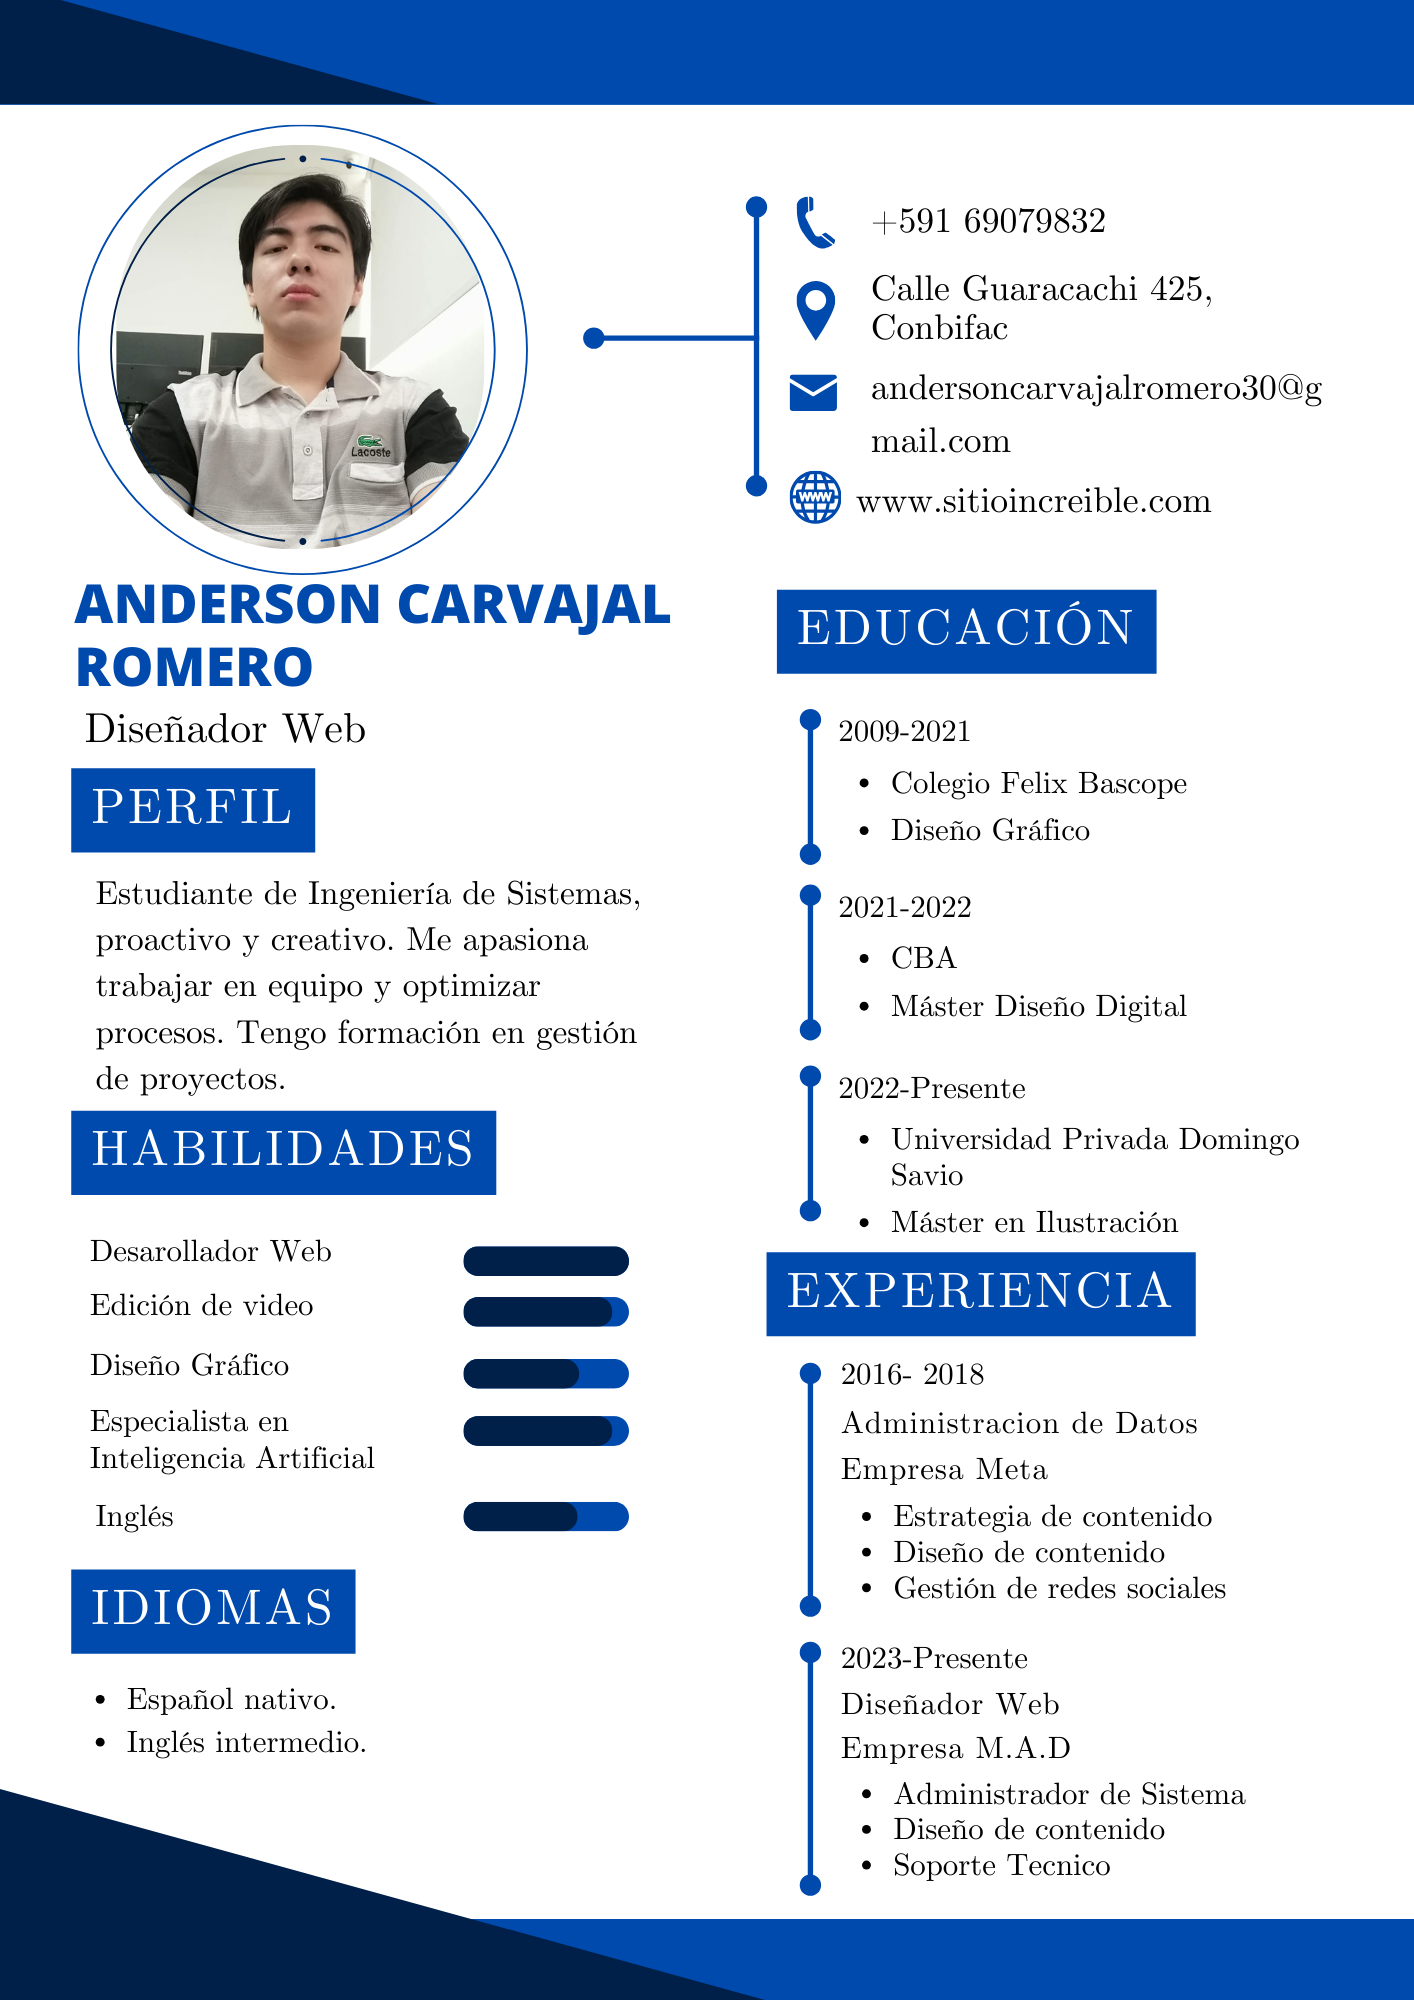 Lacoste
+591 69079832
Calle Guaracachi 425,
Conbifac
andersoncarvajalromero30@g
mail.com
WWW
www.sitioincreible.com
ANDERSON CARVAJAL
ROMERO
Diseñador Web
PERFIL
Estudiante de Ingeniería de Sistemas,
proactivo y creativo. Me apasiona
trabajar en equipo y optimizar
procesos. Tengo formación en gestión
de proyectos.
HABILIDADES
Desarollador Web
Edición de video
Diseño Gráfico
Especialista en
Inteligencia Artificial
Inglés
IDIOMAS
• Español nativo.
• Inglés intermedio.
EDUCACIÓN
2009-2021
• Colegio Felix Bascope
• Diseño Gráfico
2021-2022
• CBA
• Máster Diseño Digital
2022-Presente
• Universidad Privada Domingo
Savio
• Máster en Ilustración
EXPERIENCIA
2016- 2018
Administracion de Datos
Empresa Meta
• Estrategia de contenido
• Diseño de contenido
• Gestión de redes sociales
2023-Presente
Diseñador Web
Empresa M.A.D
• Administrador de Sistema
• Diseño de contenido
• Soporte Tecnico